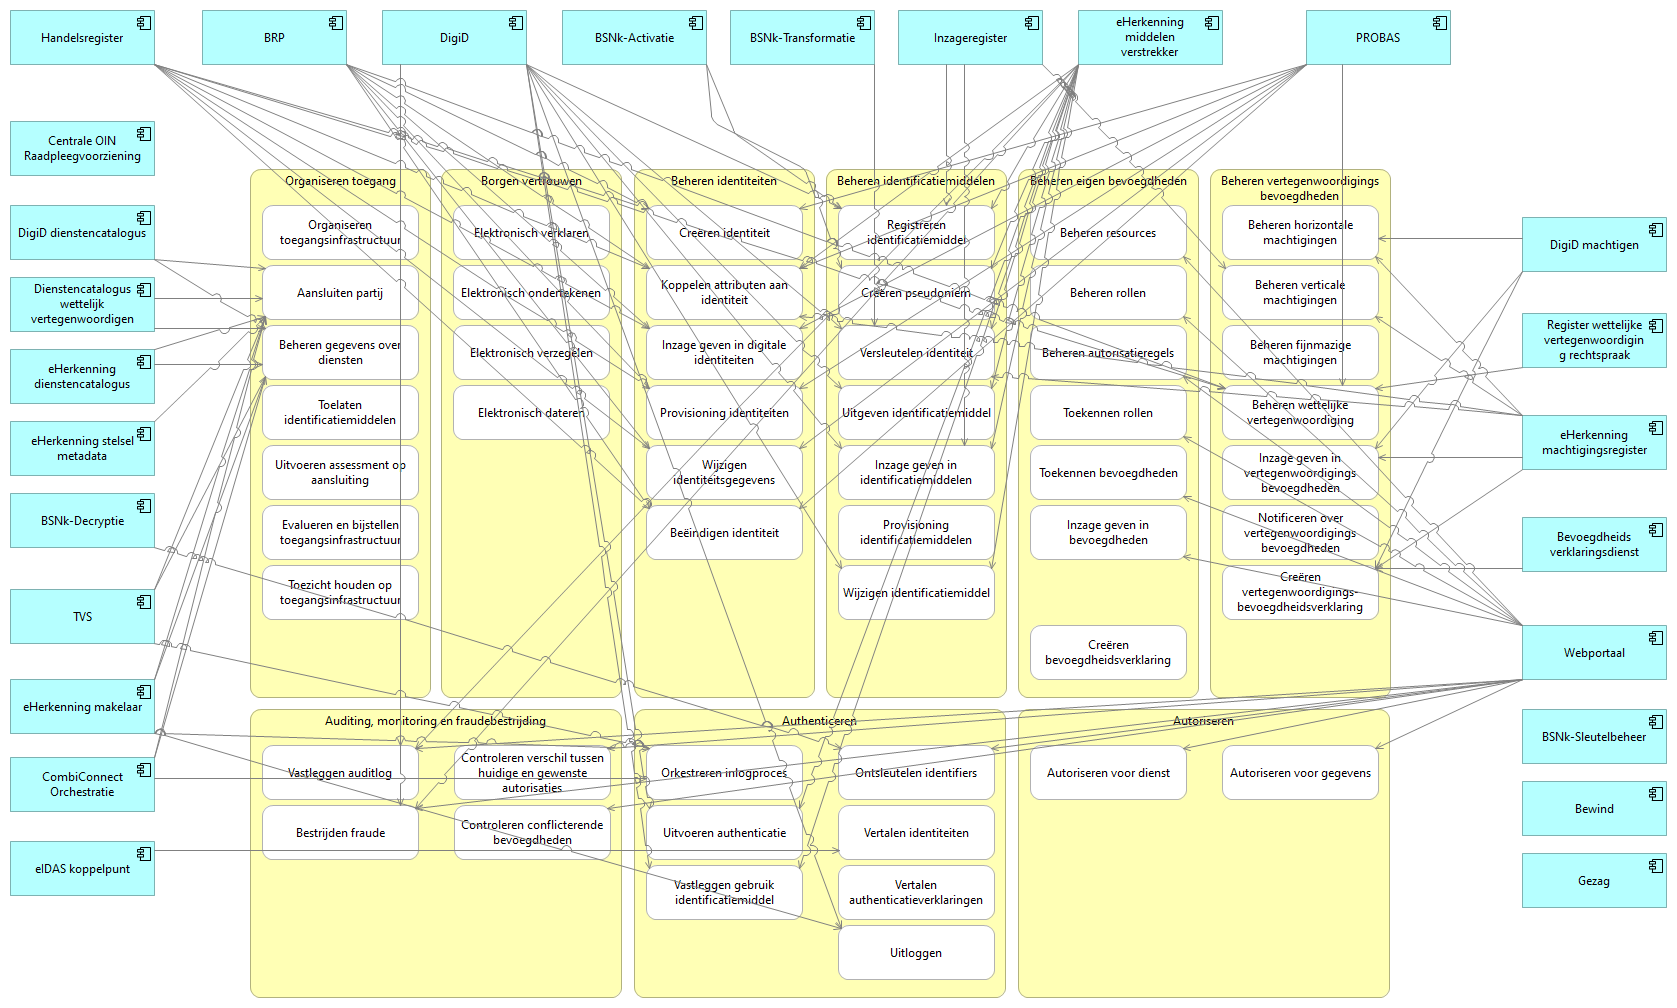 Handelsregister
BRP
DigiD
BSNk-Activatie
BSNk-Transformatie
Inzageregister
eHerkenning
middelen
verstrekker
PROBAS
Centrale OIN
Raadpleegvoorziening
DigiD dienstencatalogus
Dienstencatalogus
wettelijk
vertegenwoordigen
eHerkenning
dienstencatalogus
eHerkenning stelsel
metadata
BSNk-Decryptie
TVS
eHerkenning makelaar
CombiConnect
Orchestratie
eIDAS koppelpunt
Organiseren toegang
Organiseren
toegangsinfrastructuur
Aansluiten partij
Beheren gegevens over
diensten
Toelaten
identificatiemiddelen
Uitvoeren assessment op
aansluiting
Evalueren en bijstellen
toegangsinfrastructuur
Toezicht houden op
toegangsinfrastructuur
Borgen vertrouwen
Elektronisch verklaren
Elektronisch ondertekenen
Elektronisch verzegelen
Elektronisch dateren
Beheren identiteiten
Creëren identiteit
Koppelen attributen aan
identiteit
Inzage geven in digitale
identiteiten
Provisioning identiteiten
Wijzigen
identiteitsgegevens
Beëindigen identiteit
Beheren identificatiemiddelen
Registreren
identificatiemiddel
Creëren pseudoniem
Versleutelen identiteit
Uitgeven identificatiemiddel
Inzage geven in
identificatiemiddelen
Provisioning
identificatiemiddelen
Wijzigen identificatiemiddel
Beheren eigen bevoegdheden
Beheren resources
Beheren rollen
Beheren autorisatieregels
Toekennen rollen
Toekennen bevoegdheden
Inzage geven in
bevoegdheden
Creëren
bevoegdheidsverklaring
Beheren vertegenwoordigings
bevoegdheden
Beheren horizontale
machtigingen
Beheren verticale
machtigingen
Beheren fijnmazige
machtigingen
Beheren wettelijke
vertegenwoordiging
Inzage geven in
vertegenwoordigings
bevoegdheden
Notificeren over
vertegenwoordigings
bevoegdheden
Creëren
vertegenwoordigings-
bevoegdheidsverklaring
Auditing, monitoring en fraudebestrijding
Vastleggen auditlog
Bestrijden fraude
Controleren verschil tussen
huidige en gewenste
autorisaties
Controleren conflicterende
bevoegdheden
Authenticeren
Orkestreren inlogproces
Uitvoeren authenticatie
Vastleggen gebruik
identificatiemiddel
Ontsleutelen identifiers
Vertalen identiteiten
Vertalen
authenticatieverklaringen
Uitloggen
Autoriseren
Autoriseren voor dienst
Autoriseren voor gegevens
DigiD machtigen
Register wettelijke
vertegenwoordigin
g rechtspraak
eHerkenning
machtigingsregister
Bevoegdheids
verklaringsdienst
Webportaal
BSNk-Sleutelbeheer
Bewind
Gezag